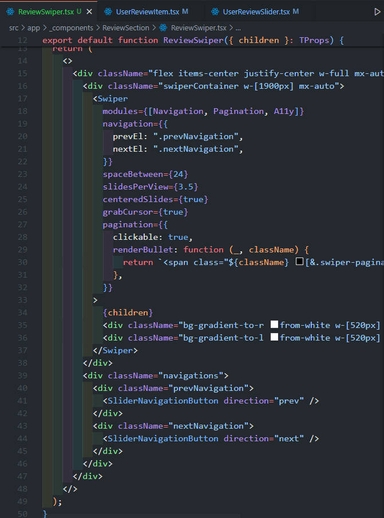 ReviewSwiper.tsx U
UserReviewItem.tsx
UserReviewSlider.tsx
src > app > _components > ReviewSection > ReviewSwiper.tsx > ...
12 export default function ReviewSwiper({ children }: TProps) {
13 return (
14 <>
15 <div className="flex items-center justify-center w-full mx-aut
16 <div className="swiperContainer w-[1900px] mx-auto">
17 <Swiper
18 modules={[Navigation, Pagination, A11y]}
19 navigation={{
20 prevEl: ".prevNavigation",
21 nextEl: ".nextNavigation",
22 }}
23 spaceBetween={24}
24 slidesPerView={3.5}
25 centeredSlides={true}
26 grabCursor={true}
27 pagination={{
28 clickable: true,
29 renderBullet: function (_, className) {
30 return `<span class="${className} [&.swiper-pagina
31 },
32 }}
33 >
34 {children}
35 <div className="bg-gradient-to-r from-white w-[520px]
36 <div className="bg-gradient-to-l from-white w-[520px]
37 </Swiper>
38 </div>
39 <div className="navigations">
40 <div className="prevNavigation">
41 <SliderNavigationButton direction="prev" />
42 </div>
43 <div className="nextNavigation">
44 <SliderNavigationButton direction="next" />
45 </div>
46 </div>
47 </div>
48 </>
49 );
50 }